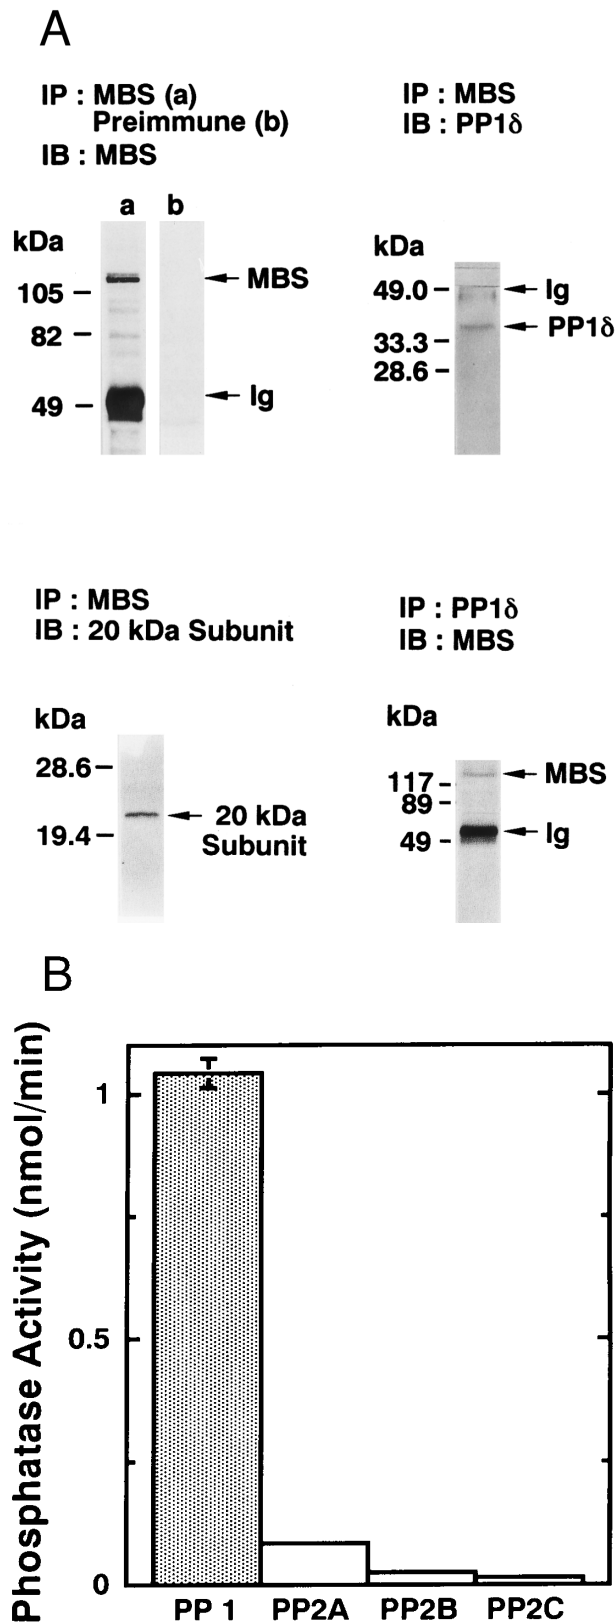 A
IP : MBS (a)
Preimmune (b)
IB : MBS
a b
kDa
105
82
49
MBS
Ig
IP : MBS
IB : PP1δ
kDa
49.0
33.3
28.6
Ig
PP1δ
IP : MBS
IB : 20 kDa Subunit
kDa
28.6
19.4
20 kDa
Subunit
IP : PP1δ
IB : MBS
kDa
117
89
49
MBS
Ig
B
Phosphatase Activity (nmol/min)
1
0.5
0
PP 1 PP2A PP2B PP2C